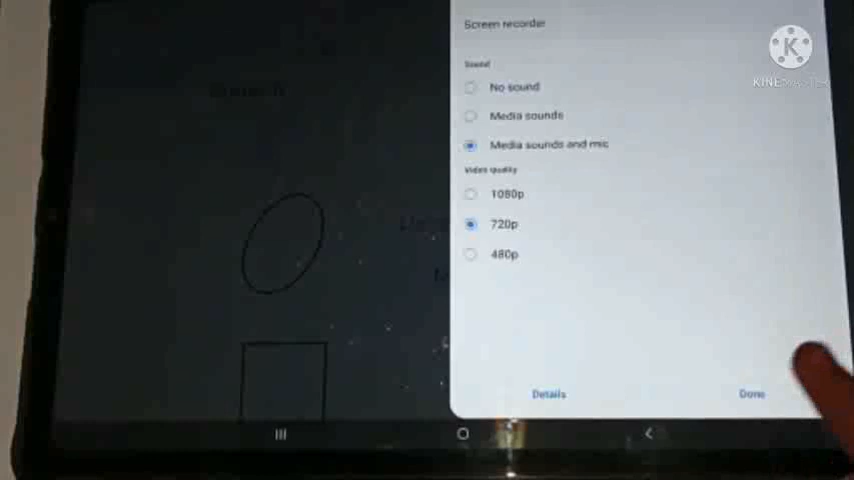 Screen recorder
Sound
No sound
Media sounds
Media sounds and mic
Video quality
1080p
720p
480p
Details
Done
K
KINEMASTER